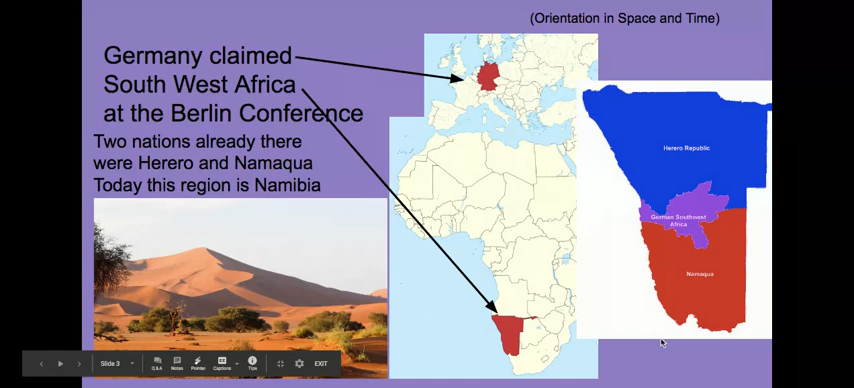 (Orientation in Space and Time)
Germany claimed
South West Africa
at the Berlin Conference
Two nations already there
were Herero and Namaqua
Today this region is Namibia
Herero Republic
German Southwest
Africa
Namaqua
Slide 3
Q&A
Notes
Pointer
Captions
Tips
EXIT